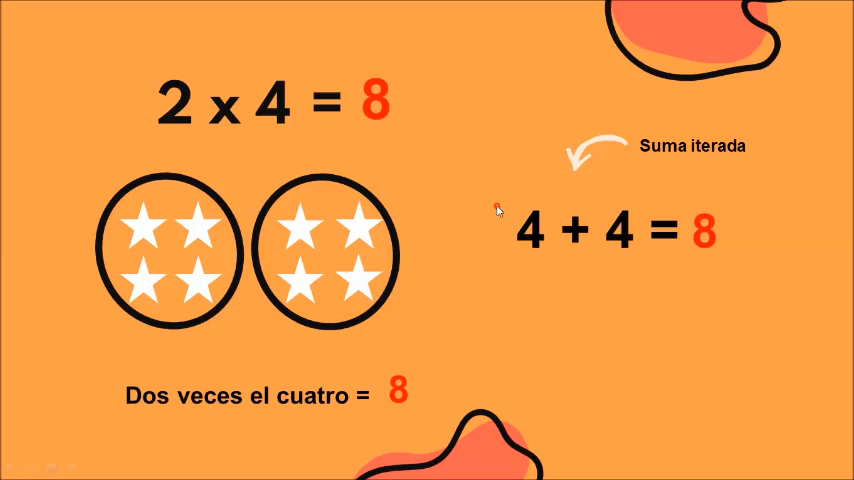 2 x 4 = 8
Suma iterada
4 + 4 = 8
Dos veces el cuatro = 8